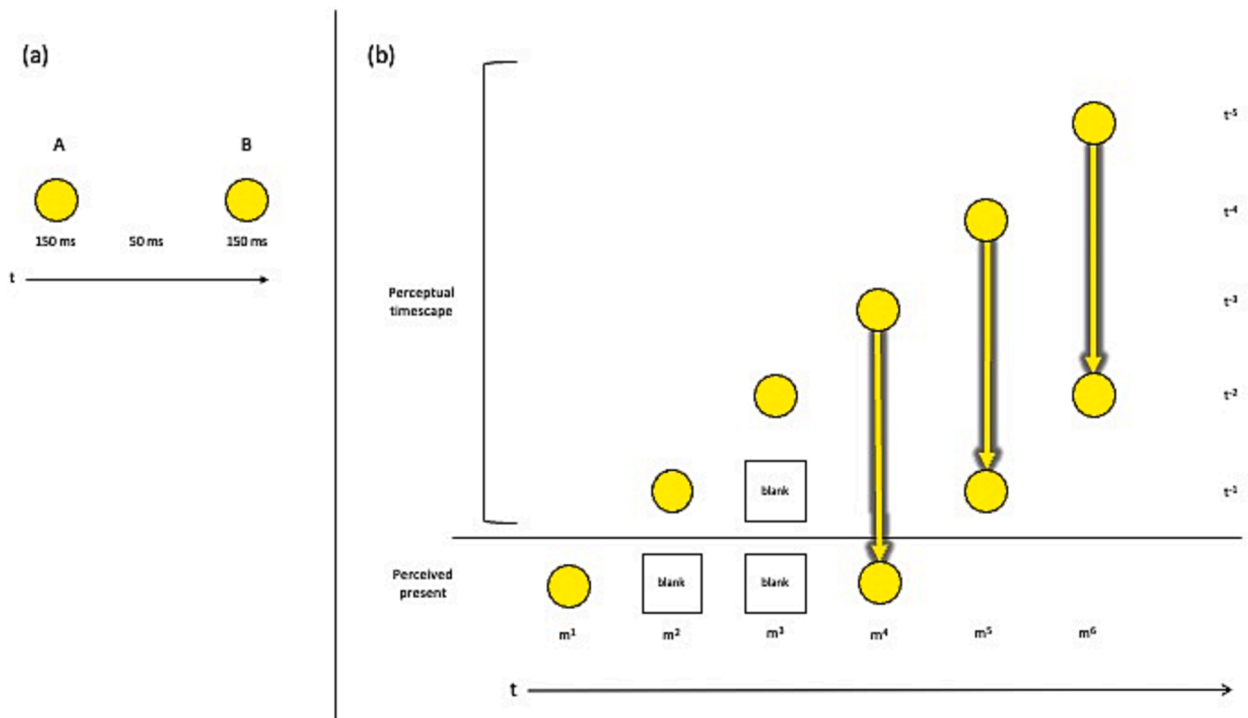 (a)
A B
150 ms 50 ms 150 ms
t
(b)
t⁻⁵
t⁻⁴
Perceptual
timescape
t⁻³
t⁻²
blank
t⁻¹
Perceived
present
blank blank
m¹ m² m³ m⁴ m⁵ m⁶
t